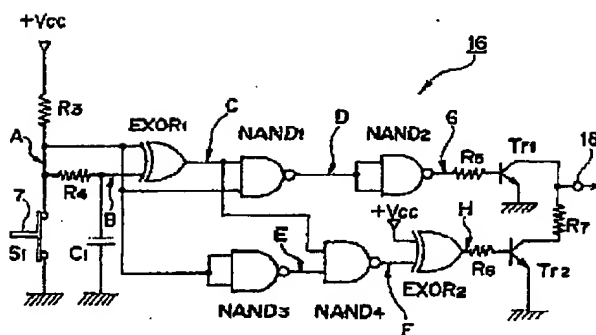 +Vcc
16
R3
EXOR1
C
NAND1
D
NAND2
G
Tr1
A
R5
18
R4
B
+Vcc
H
R7
7
S1
C1
E
R6
Tr2
EXOR2
NAND3
NAND4
F